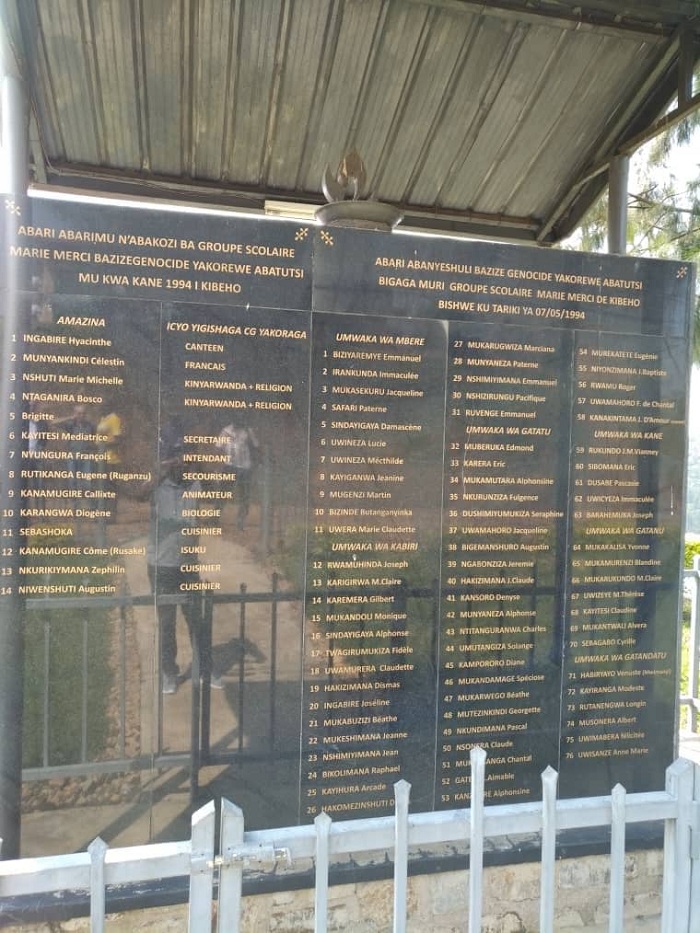 ABARI ABARIMU N'ABAKOZI BA GROUPE SCOLAIRE
MARIE MERCI BAZIZEGENOCIDE YAKOREWE ABATUTSI
MU KWA KANE 1994 I KIBEHO
AMAZINA
ICYO YIGISHAGA CG YAKORAGA
1 INGABIRE Hyacinthe
CANTEEN
2 MUNYANKINDI Célestin
FRANCAIS
3 NSHUTI Marie Michelle
KINYARWANDA + RELIGION
4 NTAGANIRA Bosco
KINYARWANDA + RELIGION
5 Brigitte
6 KAYITESI Mediatrice
SECRETAIRE
7 NYUNGURA François
INTENDANT
8 RUTIKANGA Eugene (Ruganzu)
SECOURISME
9 KANAMUGIRE Callixte
ANIMATEUR
10 KARANGWA Diogène
BIOLOGIE
11 SEBASHOKA
CUISINIER
12 KANAMUGIRE Côme (Rusake)
ISUKU
13 NKURIKIYMANA Zephilin
CUISINIER
14 NIWENSHUTI Augustin
CUISINIER
ABARI ABANYESHULI BAZIZE GENOCIDE YAKOREWE ABATUTSI
BIGAGA MURI GROUPE SCOLAIRE MARIE MERCI DE KIBEHO
BISHWE KU TARIKI YA 07/05/1994
UMWAKA WA MBERE
1 BIZIYAREMYE Emmanuel
2 IRANKUNDA Immaculée
3 MUKASEKURU Jacqueline
4 SAFARI Paterne
5 SINDAYIGAYA Damascène
6 UWINEZA Lucie
7 UWINEZA Mécthilde
8 KAYIGANWA Jeanine
9 MUGENZI Martin
10 BIZINDE Butanganyinka
11 UWERA Marie Claudette
UMWAKA WA KABIRI
12 RWAMUHINDA Joseph
13 KARIGIRWA M.Claire
14 KAREMERA Gilbert
15 MUKANDOLI Monique
16 SINDAYIGAYA Alphonse
17 TWAGIRUMUKIZA Fidèle
18 UWAMURERA Claudette
19 HAKIZIMANA Dismas
20 INGABIRE Joséline
21 MUKABUZIZI Béathe
22 MUKESHIMANA Jeanne
23 NSHIMIYIMANA Jean
24 BIKOLIMANA Raphael
25 KAYIHURA Arcade
26 HAKOMEZINSHUTI
27 MUKARUGWIZA Marciana
28 MUNYANEZA Paterne
29 NSHIMIYIMANA Emmanuel
30 NSHIZIRUNGU Pacifique
31 RUVENGE Emmanuel
UMWAKA WA GATATU
32 MUBERUKA Edmond
33 KARERA Eric
34 MUKAMUTARA Alphonsine
35 NKURUNZIZA Fulgence
36 DUSHIMIYUMUKIZA Seraphine
37 UWAMAHORO Jacqueline
38 BIGEMANSHURO Augustin
39 NGABONZIZA Jeremie
40 HAKIZIMANA J.Claude
41 KANSORO Denyse
42 MUNYANEZA Alphonse
43 NTITANGURANWA Charles
44 UMUTANGIZA Solange
45 KAMPORORO Diane
46 MUKANDAMAGE Spéciose
47 MUKARWEGO Béathe
48 MUTEZINKINDI Georgette
49 NKUNDIMANA Pascal
50 Claude
51 Chantal
52 Aimable
53 Alphonsine
54 MUREKATETE Eugénie
55 NIYONZIMANA J.Baptiste
56 RWAMU Roger
57 UWAMAHORO F. de Chantal
58 KANAKINTAMA J. D'Amour
UMWAKA WA KANE
59 RUKUNDO J.M.Vianney
60 SIBOMANA Eric
61 DUSABE Pascasie
62 UWICYEZA Immaculée
63 BARAHEMUKA Joseph
UMWAKA WA GATANU
64 MUKAKALISA Yvonne
65 MUKAMURENZI Blandine
66 MUKARUKUNDO M.Claire
67 UWIZEYE M.Thérèse
68 KAYITESI Claudine
69 MUKANTWALI Alvera
70 SEBAGABO Cyrille
UMWAKA WA GATANDATU
71 HABIRYAYO Venuste
72 KAYIRANGA Modeste
73 RUTANENGWA Longin
74 MUSONERA Albert
75 UWIMABERA
76 UWISANZE Anne Marie